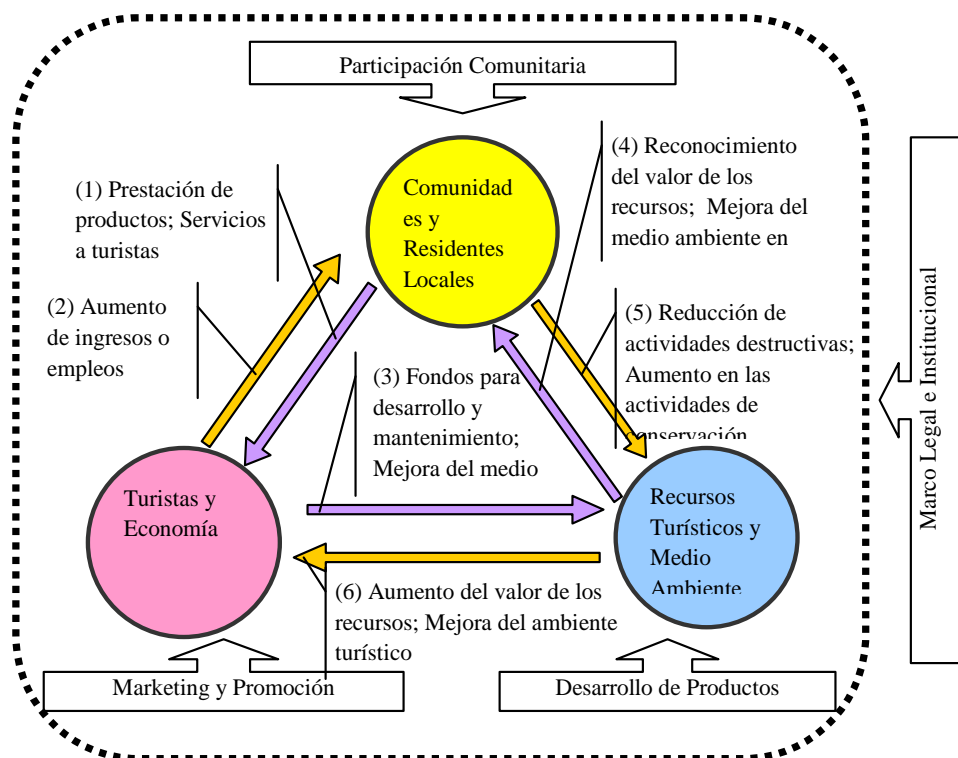 Participación Comunitaria
(1) Prestación de
productos; Servicios
a turistas
Comunidad
es y
Residentes
Locales
(4) Reconocimiento
del valor de los
recursos;  Mejora del
medio ambiente en
(2) Aumento
de ingresos o
empleos
(3) Fondos para
desarrollo y
mantenimiento;
Mejora del medio
(5) Reducción de
actividades destructivas;
Aumento en las
actividades de
conservación
Turistas y
Economía
Recursos
Turísticos y
Medio
Ambiente
(6) Aumento del valor de los
recursos; Mejora del ambiente
turístico
Marketing y Promoción
Desarrollo de Productos
Marco Legal e Institucional